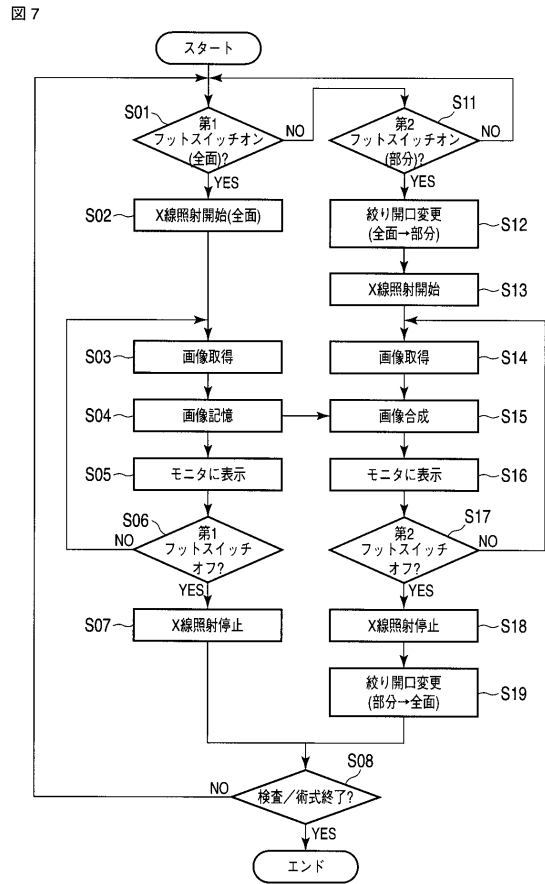 図7
スタート
S01
第1
フットスイッチオン
(全面)?
NO
YES
S02
X線照射開始(全面)
S03
画像取得
S04
画像記憶
S05
モニタに表示
S06
第1
フットスイッチ
オフ?
NO
YES
S07
X線照射停止
S11
第2
フットスイッチオン
(部分)?
NO
YES
絞り開口変更
(全面→部分)
S12
X線照射開始
S13
画像取得
S14
画像合成
S15
モニタに表示
S16
S17
第2
フットスイッチ
オフ?
NO
YES
X線照射停止
S18
絞り開口変更
(部分→全面)
S19
S08
検査/術式終了?
NO
YES
エンド